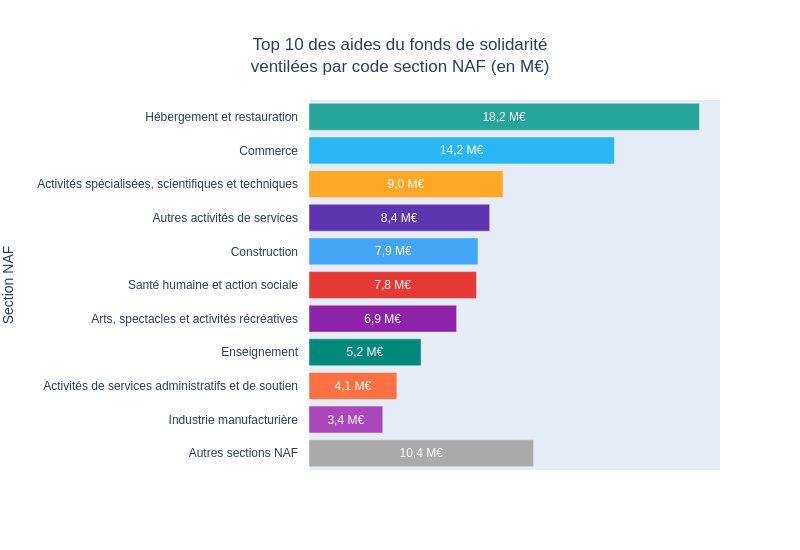 Top 10 des aides du fonds de solidarité
ventilées par code section NAF (en M€)
Section NAF
Hébergement et restauration 18,2 M€
Commerce 14,2 M€
Activités spécialisées, scientifiques et techniques 9,0 M€
Autres activités de services 8,4 M€
Construction 7,9 M€
Santé humaine et action sociale 7,8 M€
Arts, spectacles et activités récréatives 6,9 M€
Enseignement 5,2 M€
Activités de services administratifs et de soutien 4,1 M€
Industrie manufacturière 3,4 M€
Autres sections NAF 10,4 M€